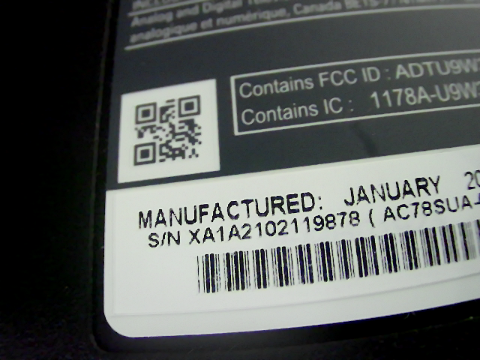 Analog and Digital
analogique et numérique, Canada
Contains FCC ID : ADTU9W
Contains IC : 1178A-U9W
MANUFACTURED: JANUARY 20
S/N XA1A2102119878 ( AC78SUA-